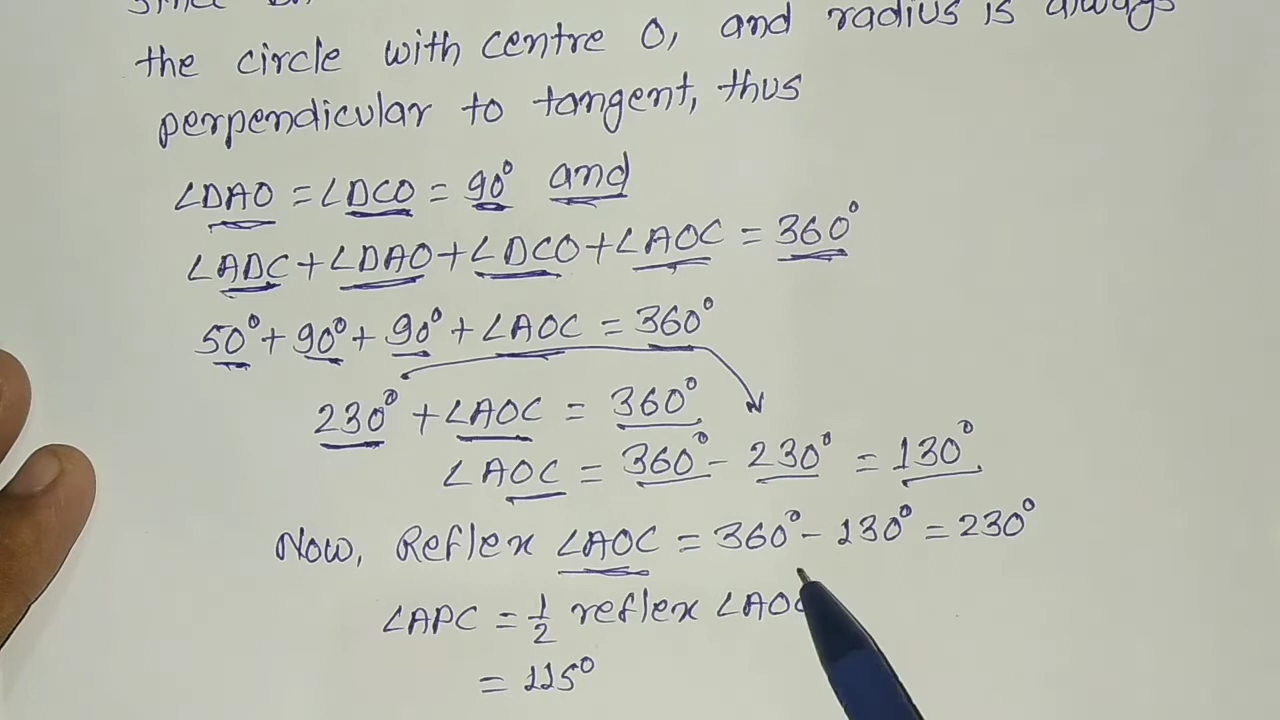 the circle with centre O, and radius is always
perpendicular to tangent, thus
∠DAO = ∠DCO = 90° and
∠ADC + ∠DAO + ∠DCO + ∠AOC = 360°
50° + 90° + 90° + ∠AOC = 360°
230° + ∠AOC = 360°
∠AOC = 360° - 230° = 130°
Now, Reflex ∠AOC = 360° - 130° = 230°
∠APC = 1/2 reflex ∠AOC
= 115°